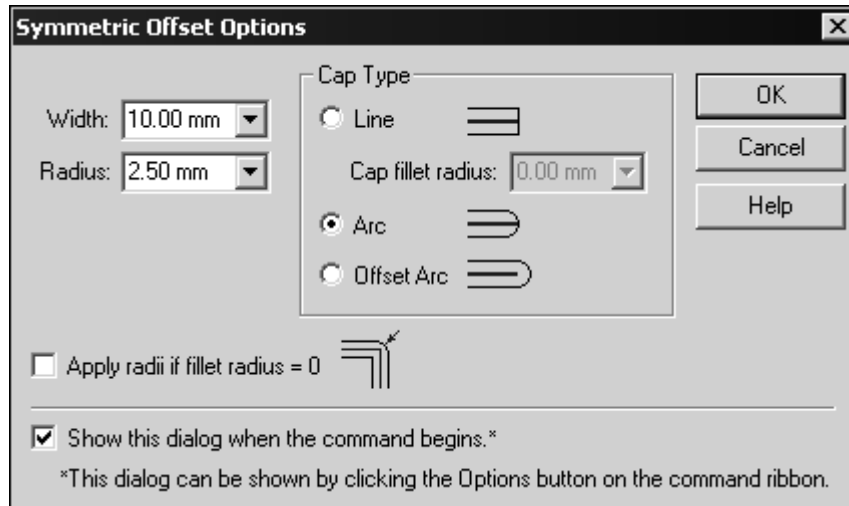 Symmetric Offset Options
Width: 10.00 mm
Radius: 2.50 mm
Cap Type
Line
Cap fillet radius: 0.00 mm
Arc
Offset Arc
OK
Cancel
Help
Apply radii if fillet radius = 0
Show this dialog when the command begins.*
*This dialog can be shown by clicking the Options button on the command ribbon.